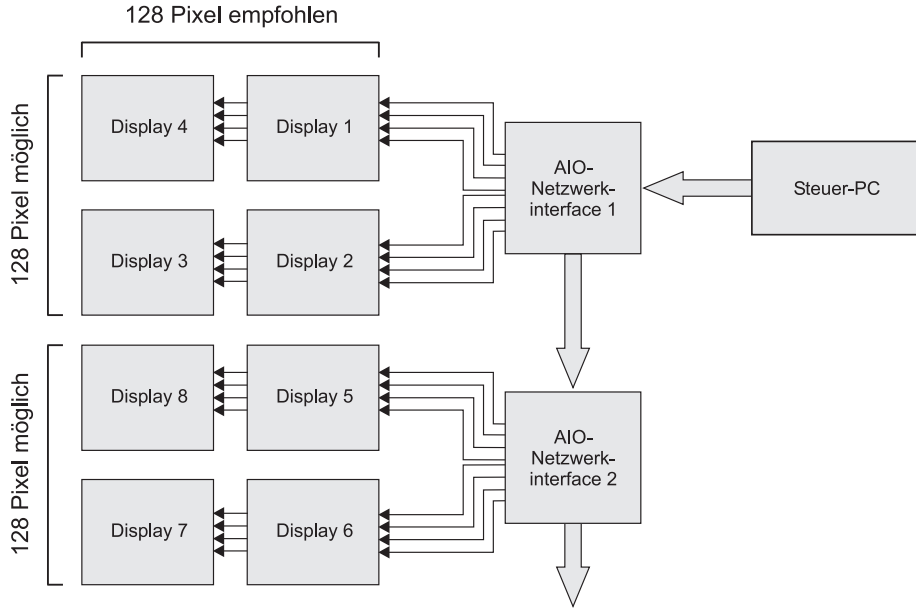 128 Pixel empfohlen
128 Pixel möglich
Display 4
Display 1
AIO-
Netzwerk-
interface 1
Steuer-PC
Display 3
Display 2
128 Pixel möglich
Display 8
Display 5
AIO-
Netzwerk-
interface 2
Display 7
Display 6